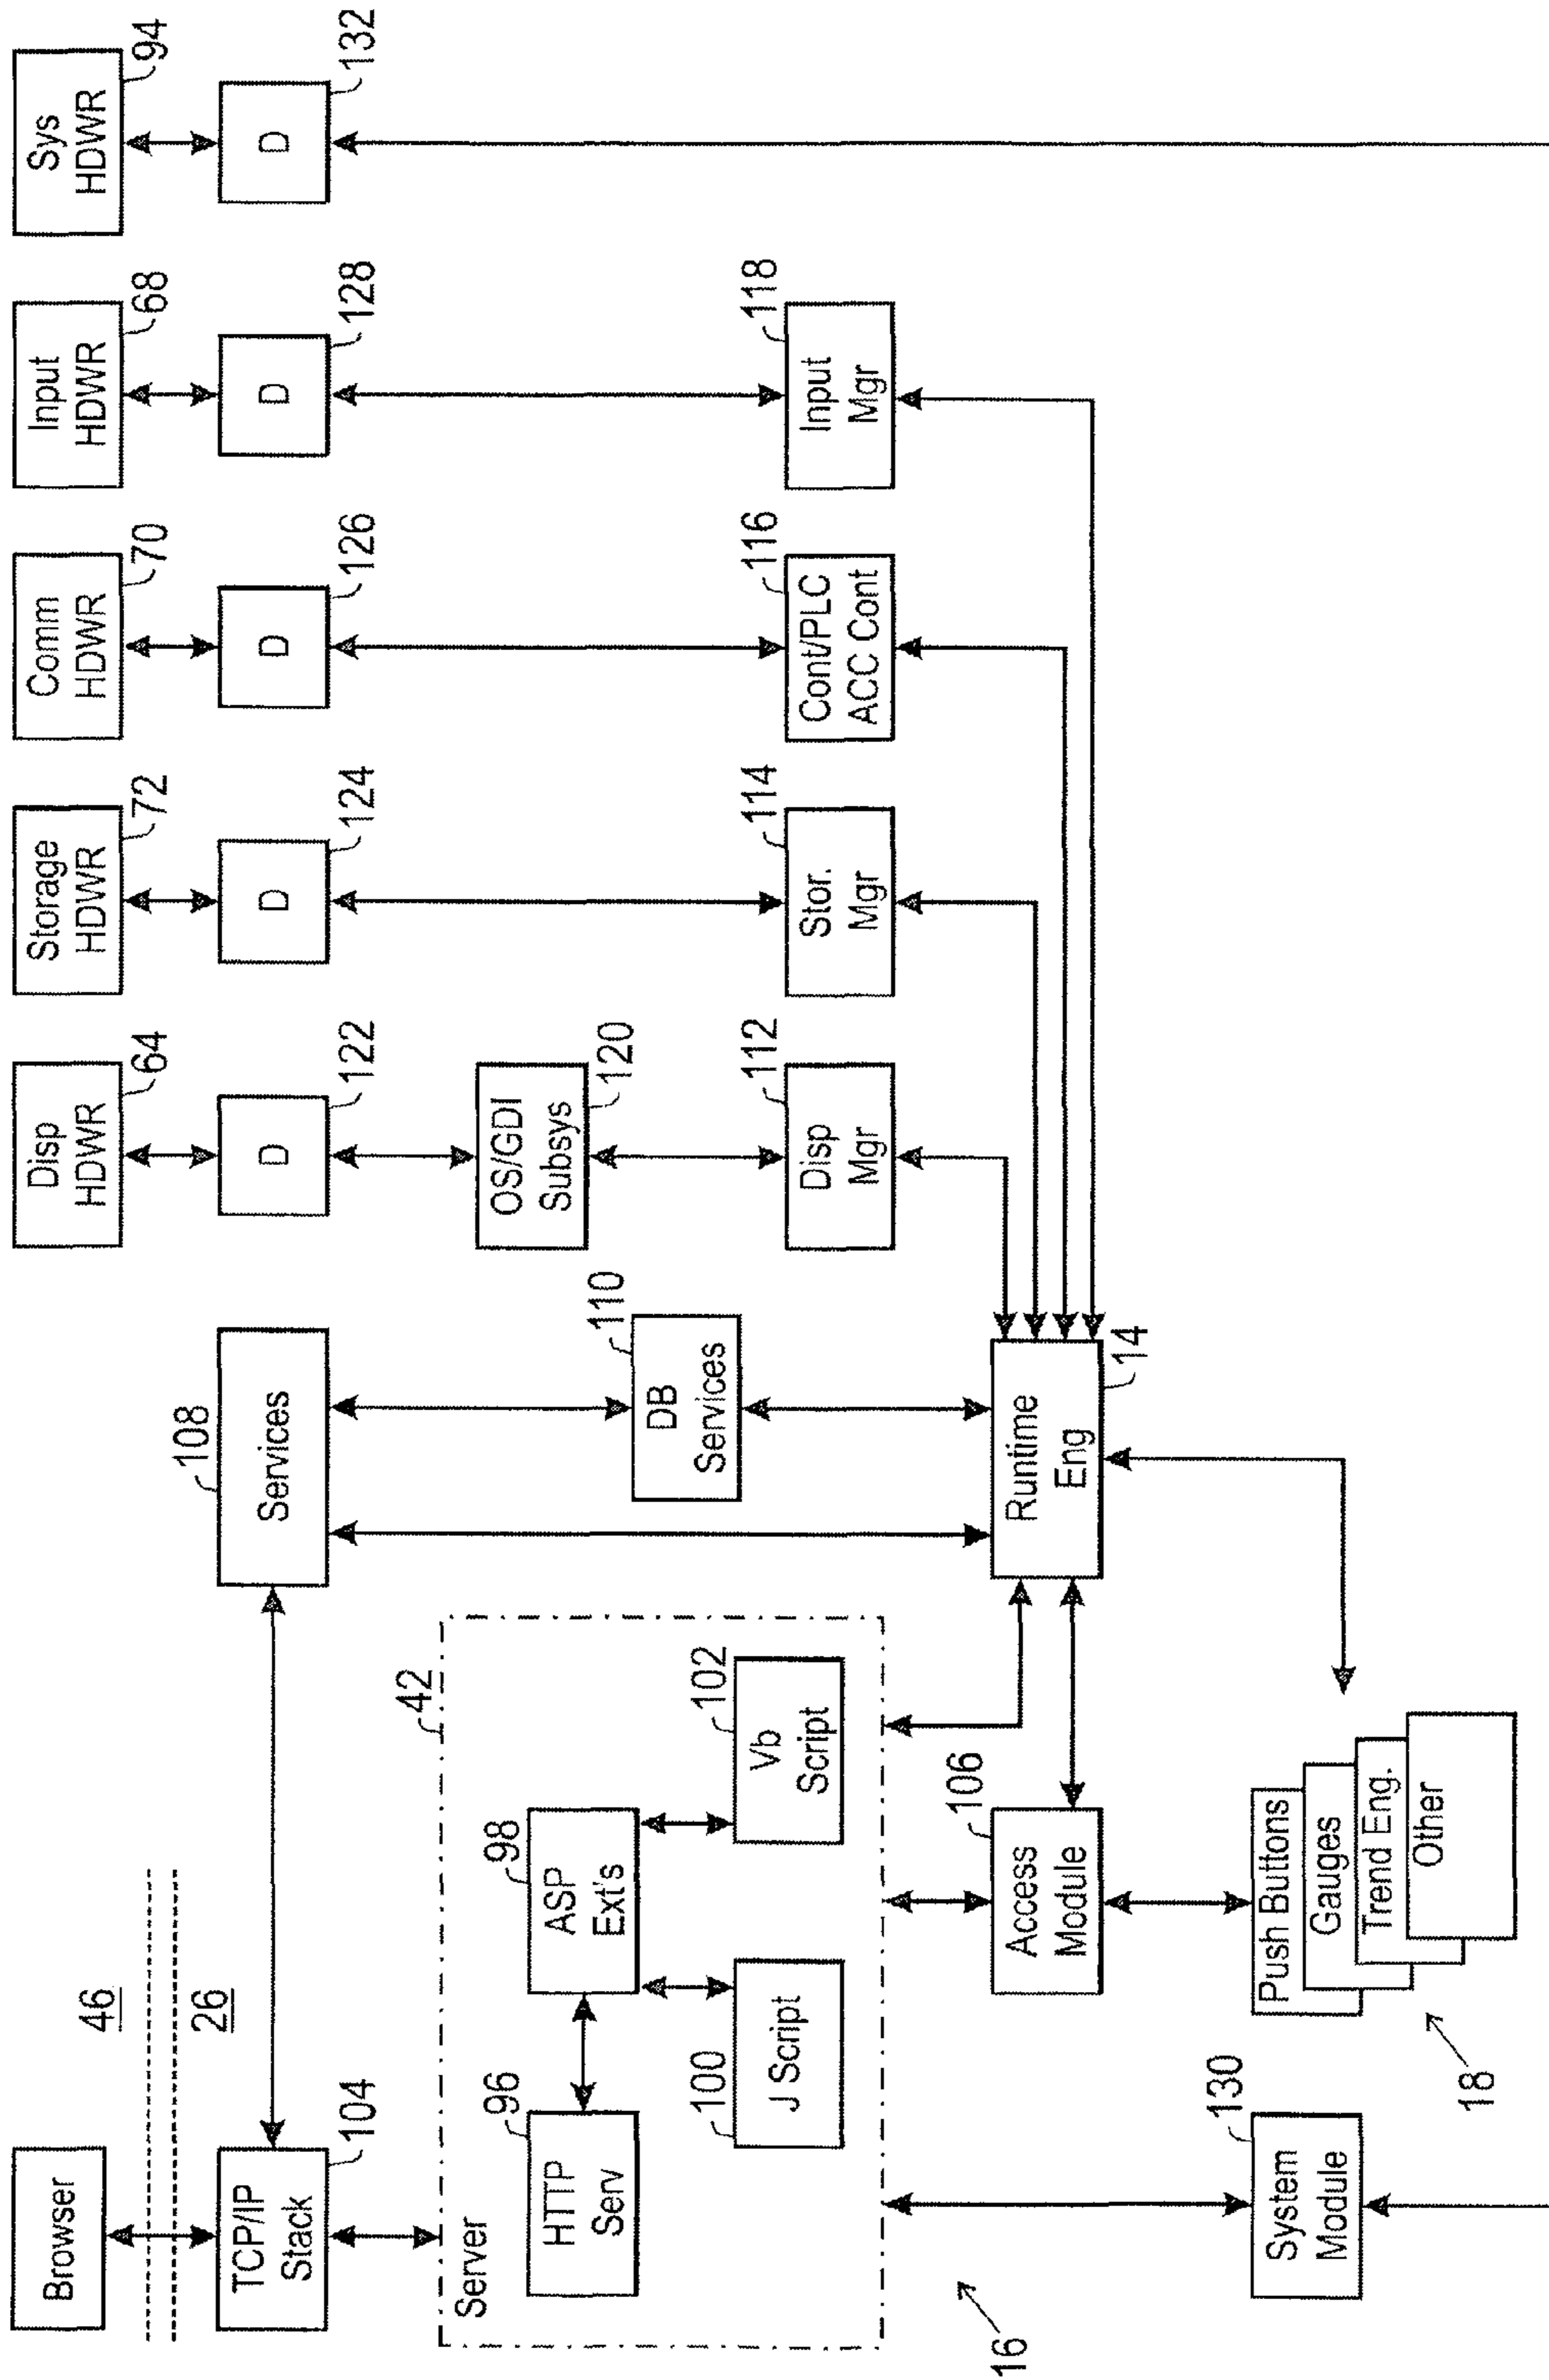 Browser
46
26
TCP/IP
Stack
104
Services
108
Disp
HDWR
64
Storage
HDWR
72
Comm
HDWR
70
Input
HDWR
68
Sys
HDWR
94
D
122
D
124
D
126
D
128
D
132
Server
42
HTTP
Serv
96
ASP
Ext's
98
J Script
100
Vb
Script
102
DB
Services
110
OS/GDI
Subsys
120
Disp
Mgr
112
Stor.
Mgr
114
Cont/PLC
ACC Cont
116
Input
Mgr
118
16
Access
Module
106
Runtime
Eng
14
System
Module
130
Push Buttons
Gauges
Trend Eng.
Other
18